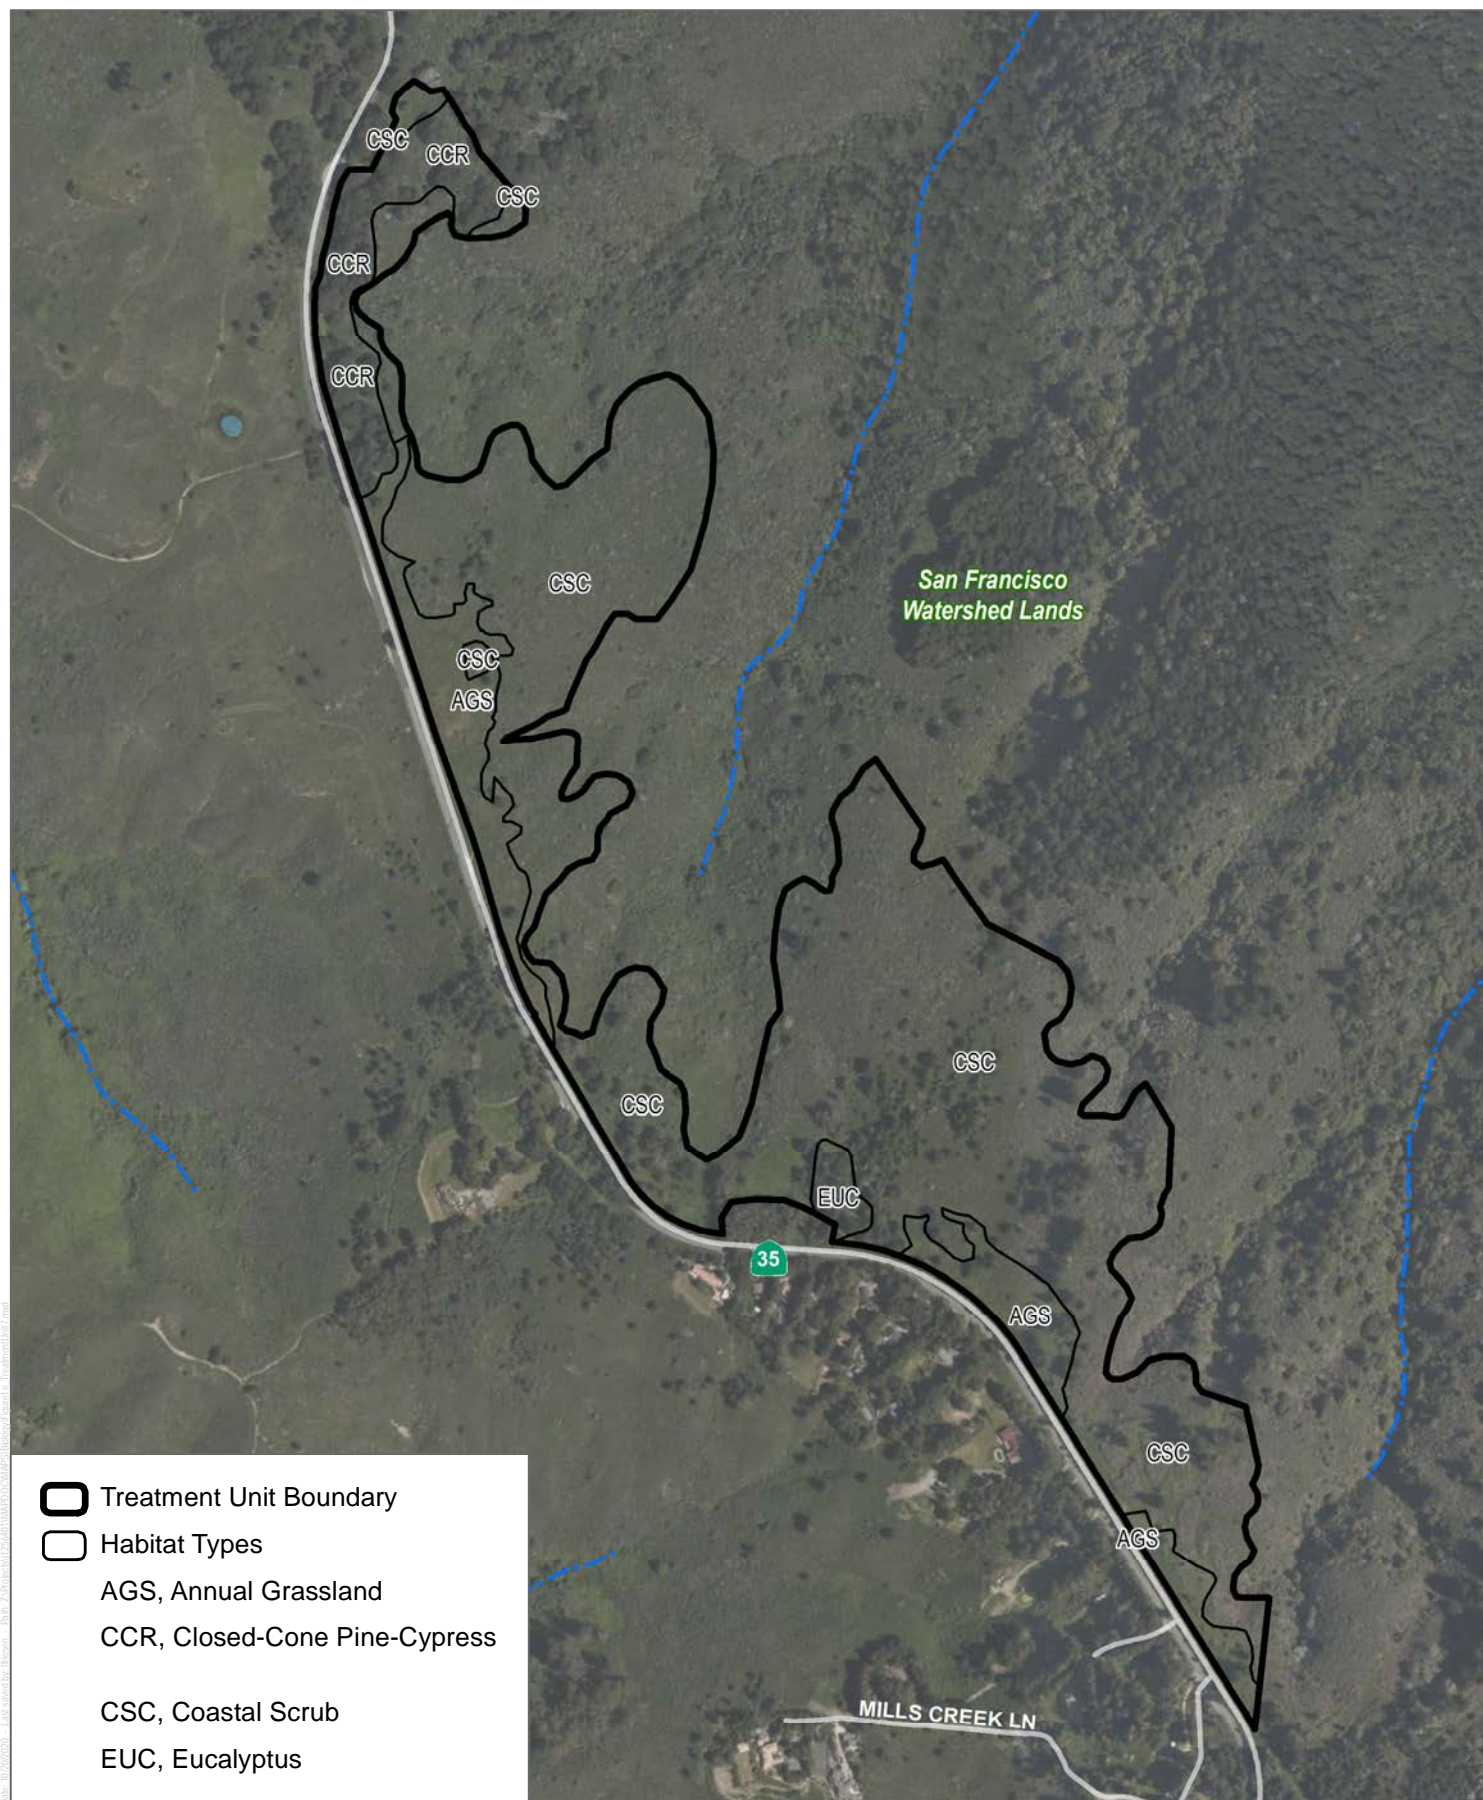 CSC
CCR
CSC
CCR
CCR
CSC
San Francisco
Watershed Lands
CSC
AGS
CSC
CSC
EUC
35
AGS
CSC
AGS
MILLS CREEK LN
Treatment Unit Boundary
Habitat Types
AGS, Annual Grassland
CCR, Closed-Cone Pine-Cypress
CSC, Coastal Scrub
EUC, Eucalyptus